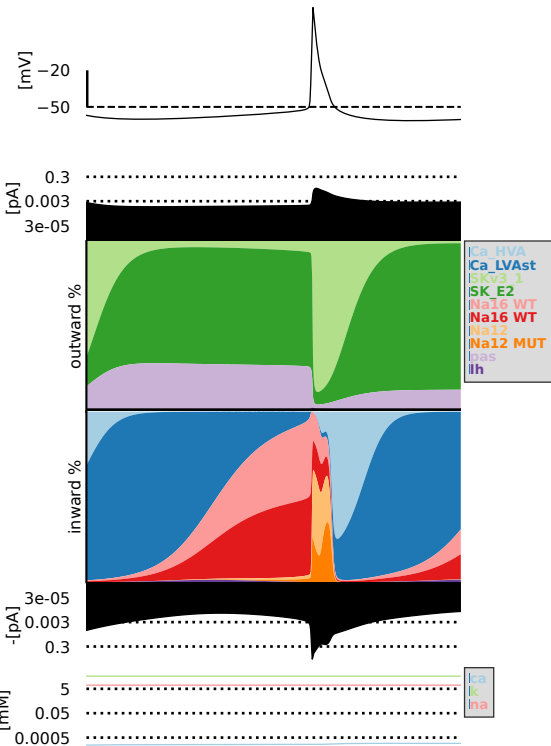 [mV]
−20
−50
[pA]
0.3
0.003
3e-05
outward %
Ca_HVA
Ca_LVAst
SKv3_1
SK_E2
Na16 WT
Na16 WT
Na12
Na12 MUT
pas
Ih
inward %
-[pA]
3e-05
0.003
0.3
[mM]
5
0.05
0.0005
ca
k
na